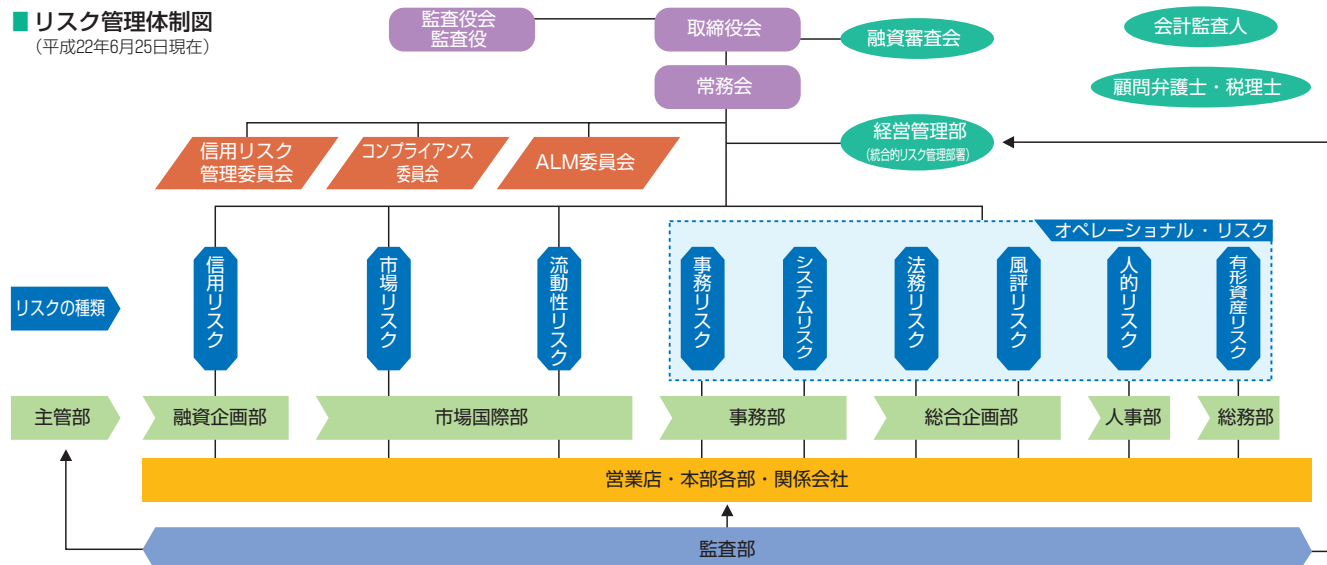 ■リスク管理体制図
（平成22年6月25日現在）
監査役会
監査役
取締役会
融資審査会
会計監査人
常務会
顧問弁護士・税理士
経営管理部
（統合的リスク管理部署）
信用リスク
管理委員会
コンプライアンス
委員会
ALM委員会
オペレーショナル・リスク
リスクの種類
信用リスク
市場リスク
流動性リスク
事務リスク
システムリスク
法務リスク
風評リスク
人的リスク
有形資産リスク
主管部
融資企画部
市場国際部
事務部
総合企画部
人事部
総務部
営業店・本部各部・関係会社
監査部